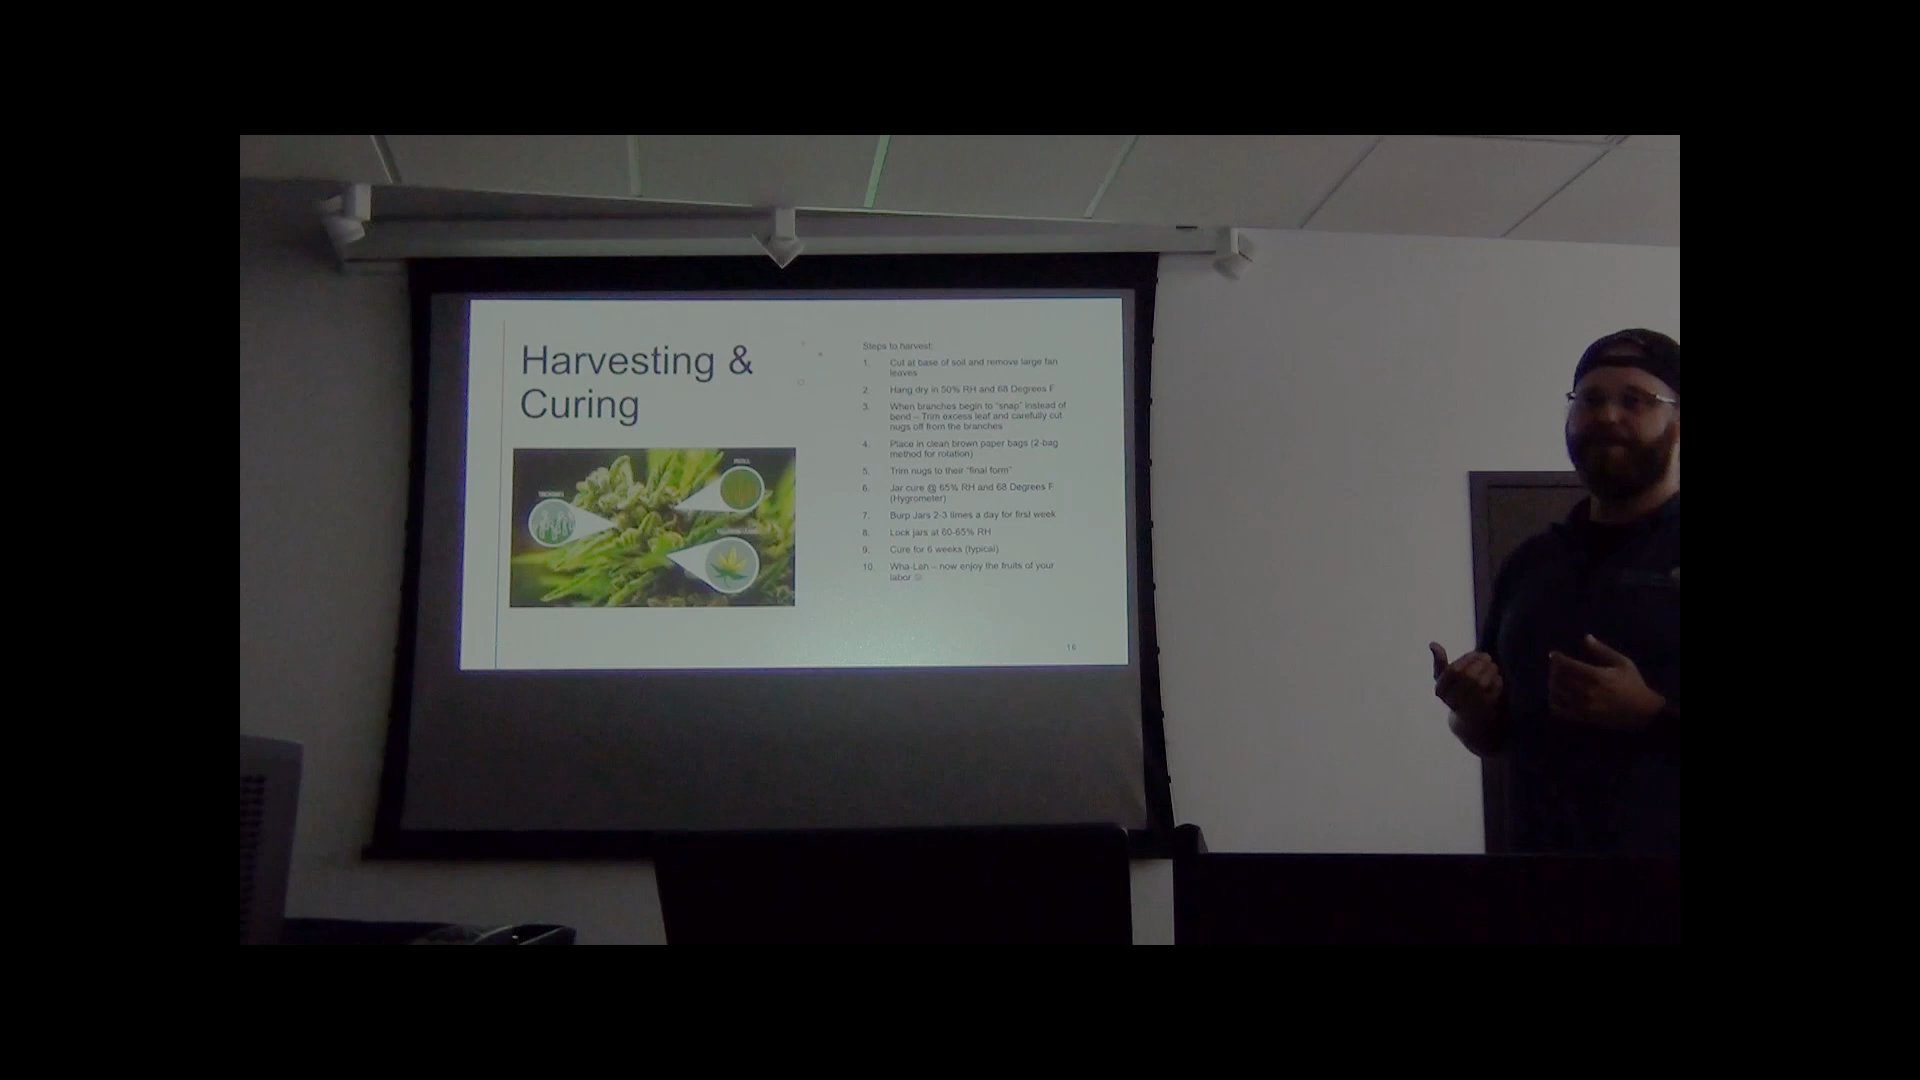 Harvesting &
Curing
Steps to harvest:
1. Cut at base of soil and remove large fan
leaves
2. Hang dry in 50% RH and 68 Degrees F
3. When branches begin to "snap" instead of
bend – Trim excess leaf and carefully cut
nugs off from the branches
4. Place in clean brown paper bags (2-bag
method for rotation)
5. Trim nugs to their "final form"
6. Jar cure @ 65% RH and 68 Degrees F
(Hygrometer)
7. Burp Jars 2-3 times a day for first week
8. Lock jars at 60-65% RH
9. Cure for 6 weeks (typical)
10. Wha-Lah – now enjoy the fruits of your
labor ☺
16